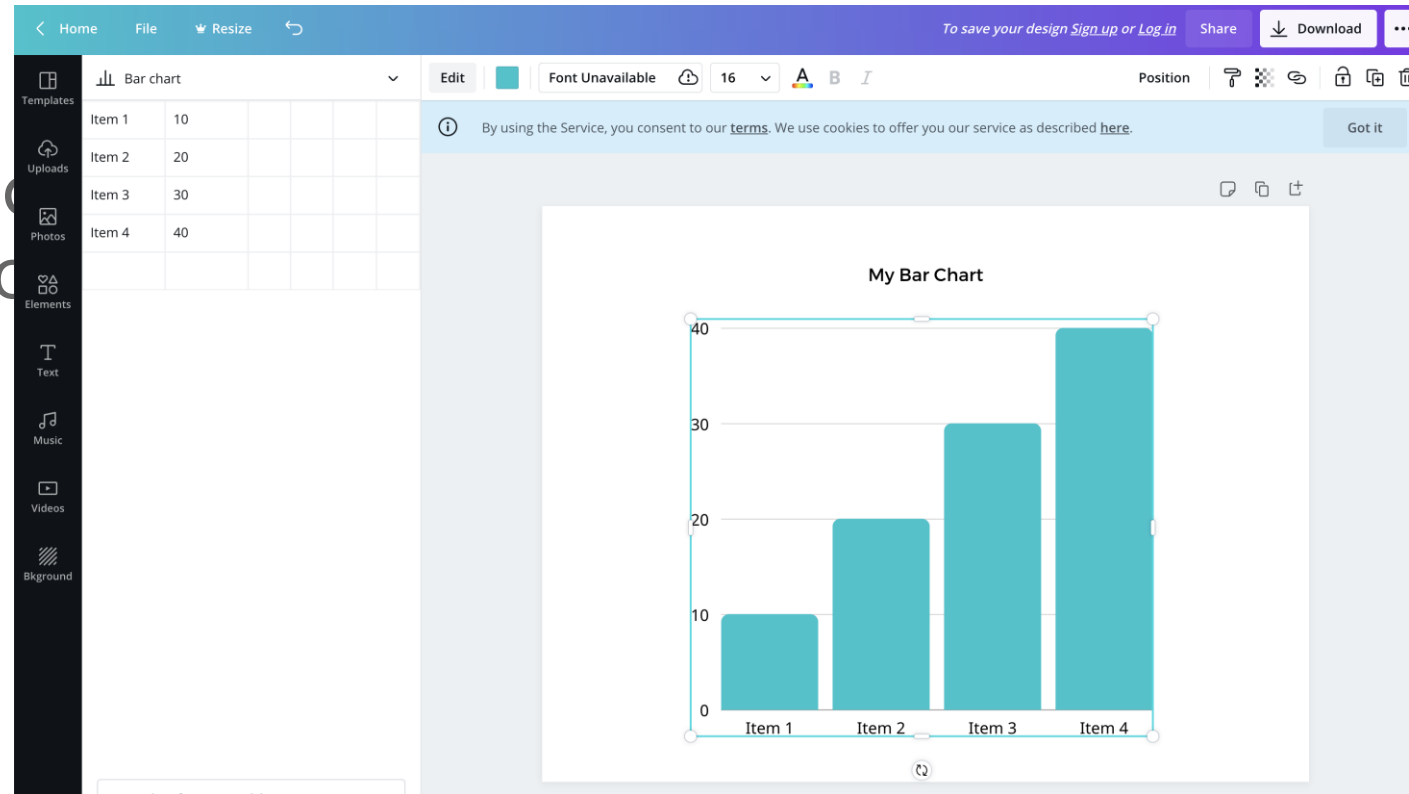 Home File Resize To save your design Sign up or Log in Share Download
Templates
Uploads
Photos
Elements
Text
Music
Videos
Bkground
Bar chart
Item 1 10
Item 2 20
Item 3 30
Item 4 40
Edit Font Unavailable 16 A B I Position
By using the Service, you consent to our terms. We use cookies to offer you our service as described here. Got it
My Bar Chart
40
30
20
10
0
Item 1 Item 2 Item 3 Item 4